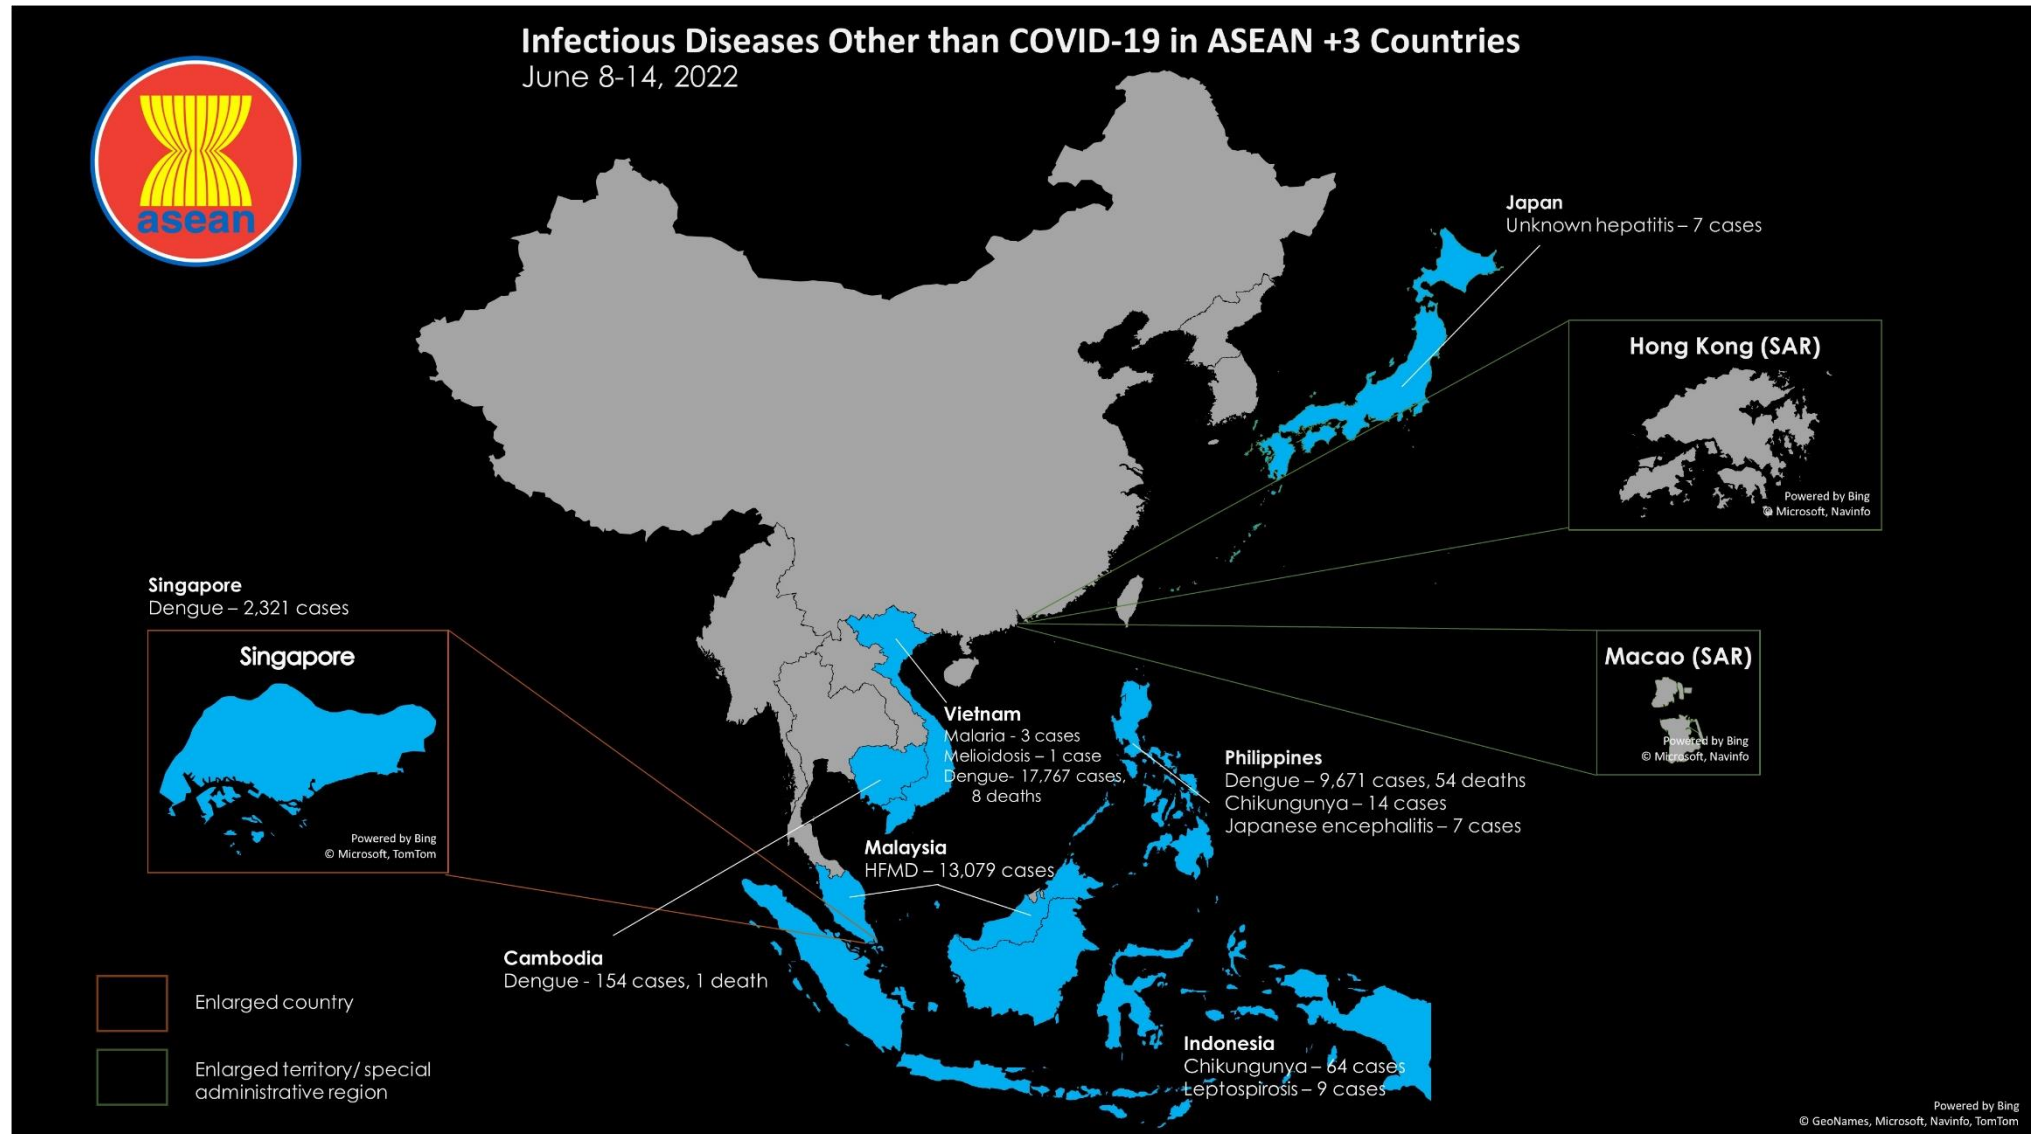 Infectious Diseases Other than COVID-19 in ASEAN +3 Countries
June 8-14, 2022
asean
Japan
Unknown hepatitis – 7 cases
Hong Kong (SAR)
Powered by Bing
© Microsoft, Navinfo
Singapore
Dengue – 2,321 cases
Singapore
Powered by Bing
© Microsoft, TomTom
Macao (SAR)
Powered by Bing
© Microsoft, Navinfo
Vietnam
Malaria - 3 cases
Melioidosis – 1 case
Dengue- 17,767 cases,
8 deaths
Philippines
Dengue – 9,671 cases, 54 deaths
Chikungunya – 14 cases
Japanese encephalitis – 7 cases
Malaysia
HFMD – 13,079 cases
Cambodia
Dengue - 154 cases, 1 death
Indonesia
Chikungunya – 64 cases
Leptospirosis – 9 cases
Enlarged country
Enlarged territory/ special
administrative region
Powered by Bing
© GeoNames, Microsoft, Navinfo, TomTom